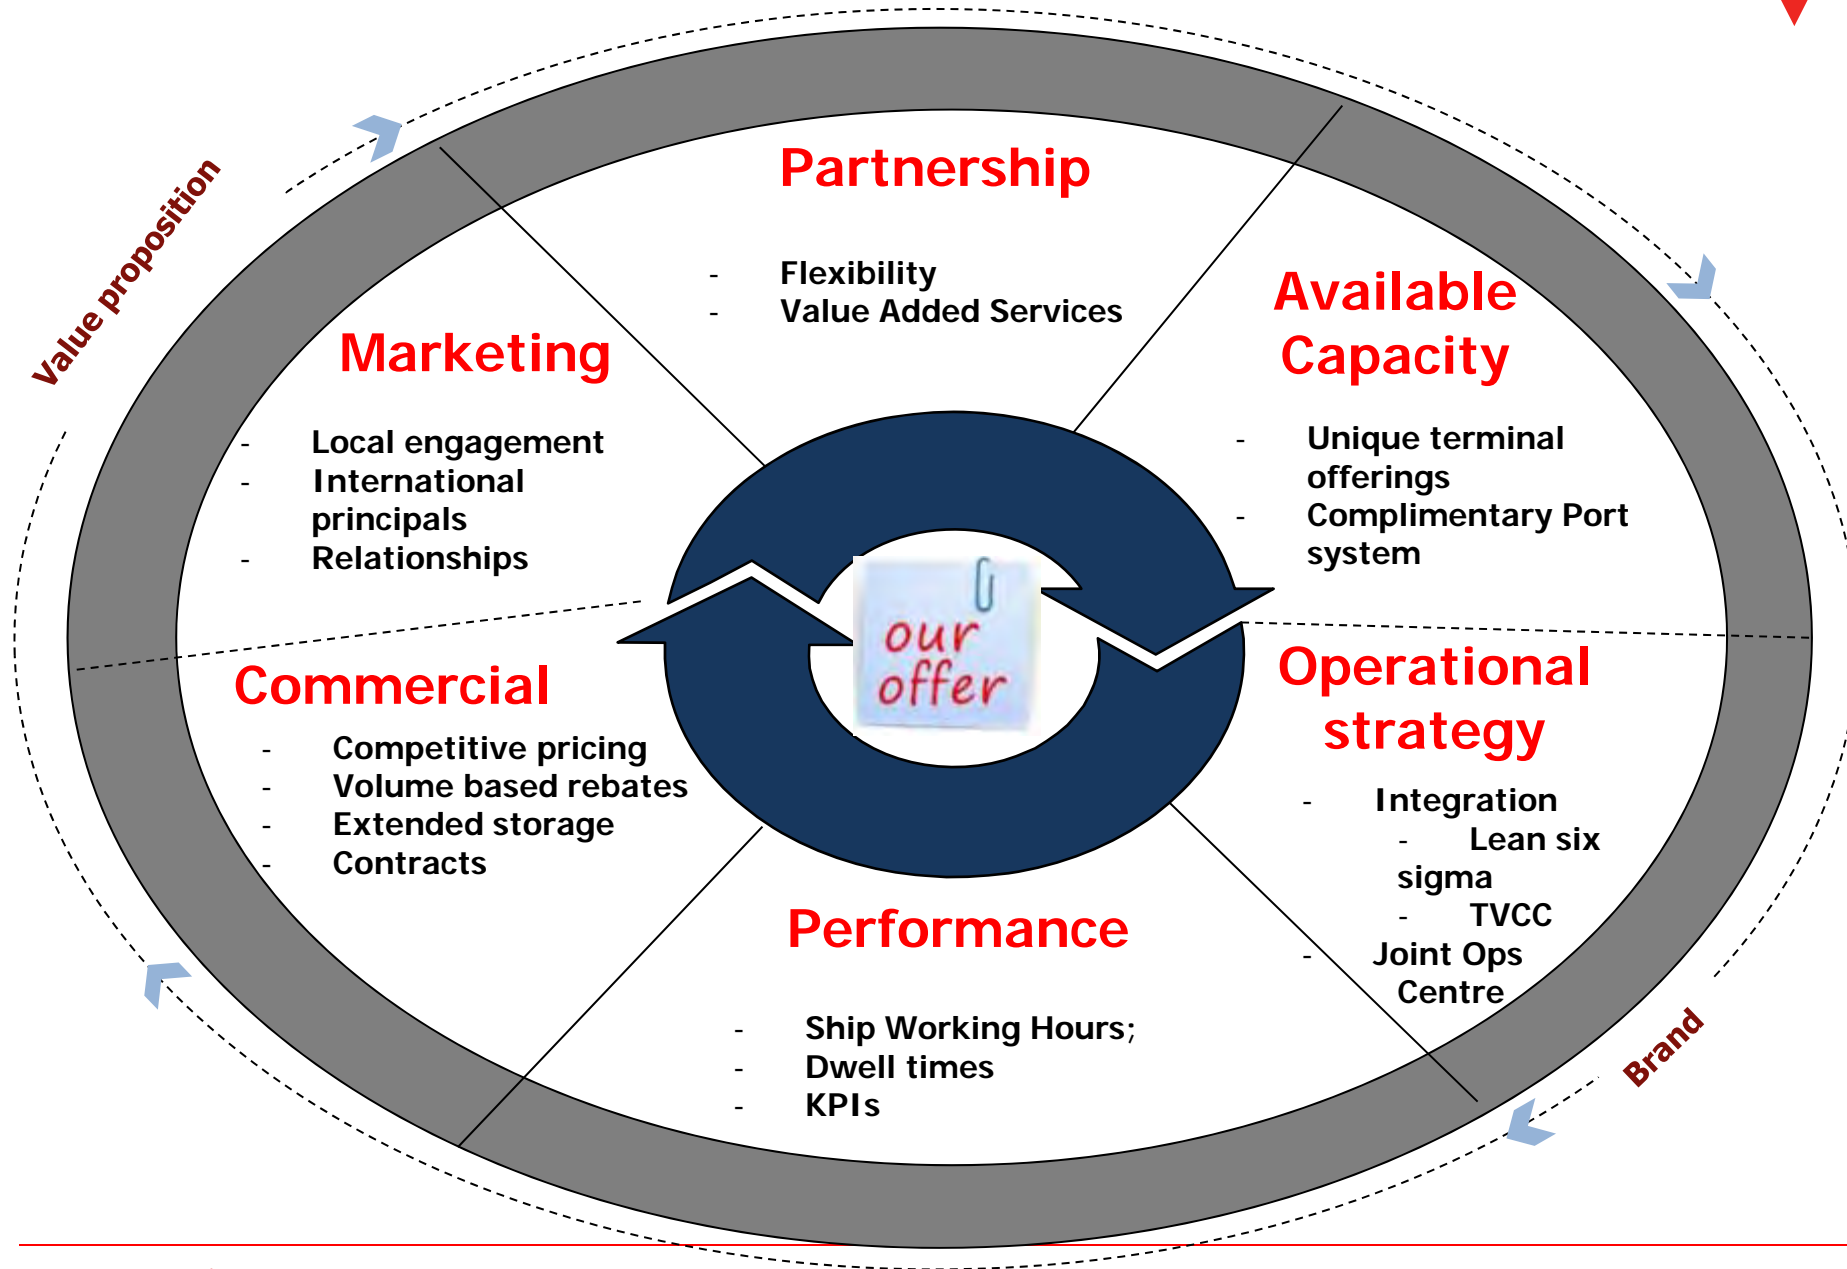 Value proposition
Partnership
- Flexibility
- Value Added Services
Available
Capacity
- Unique terminal
offerings
- Complimentary Port
system
Marketing
- Local engagement
- International
principals
- Relationships
our
offer
Commercial
- Competitive pricing
- Volume based rebates
- Extended storage
- Contracts
Operational
strategy
- Integration
- Lean six
sigma
- TVCC
- Joint Ops
Centre
Performance
- Ship Working Hours;
- Dwell times
- KPIs
Brand